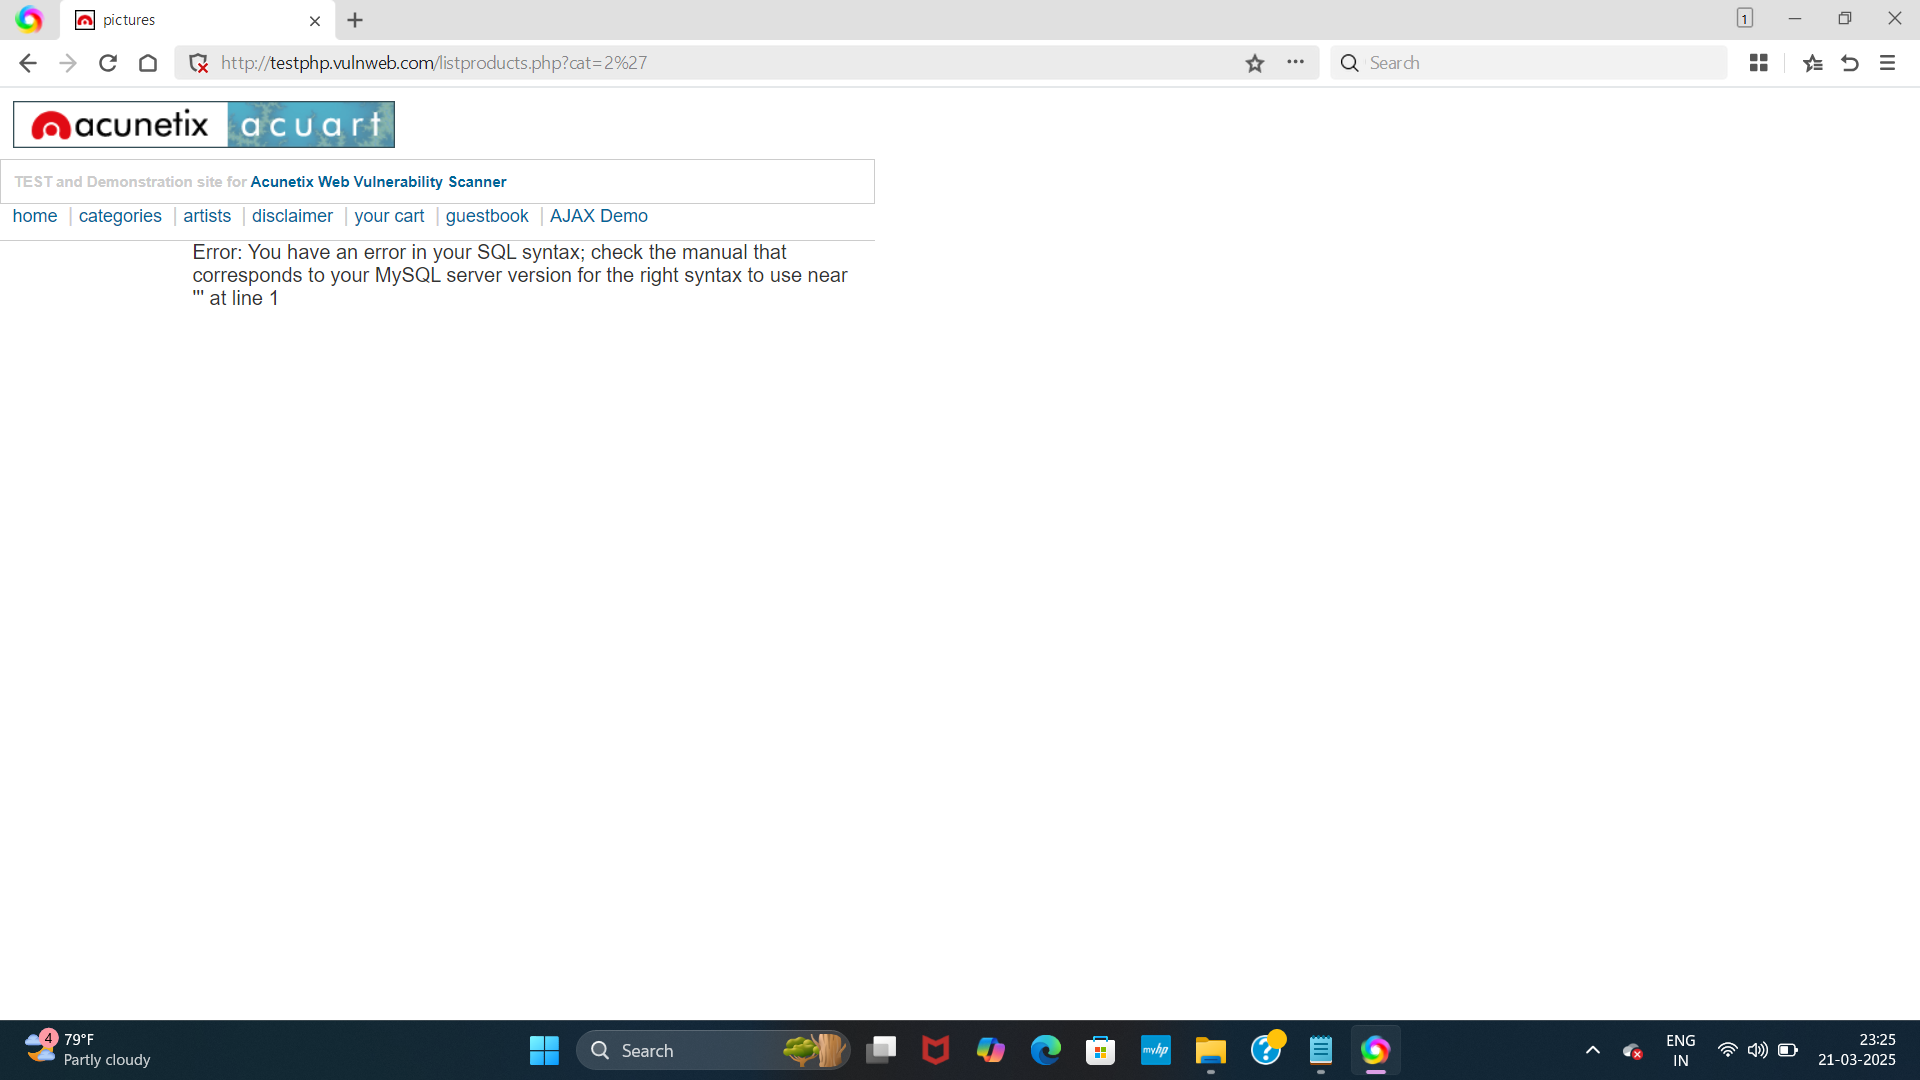 pictures
1
http://testphp.vulnweb.com/listproducts.php?cat=2%27
Search
acunetix acuart
TEST and Demonstration site for Acunetix Web Vulnerability Scanner
home | categories | artists | disclaimer | your cart | guestbook | AJAX Demo
Error: You have an error in your SQL syntax; check the manual that
corresponds to your MySQL server version for the right syntax to use near
''' at line 1
4
79°F
Partly cloudy
Search
myhp
ENG
IN
23:25
21-03-2025